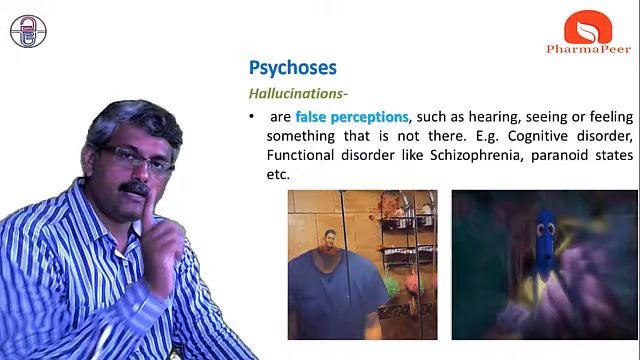 PharmaPeer
Psychoses
Hallucinations-
• are false perceptions, such as hearing, seeing or feeling
something that is not there. E.g. Cognitive disorder,
Functional disorder like Schizophrenia, paranoid states
etc.